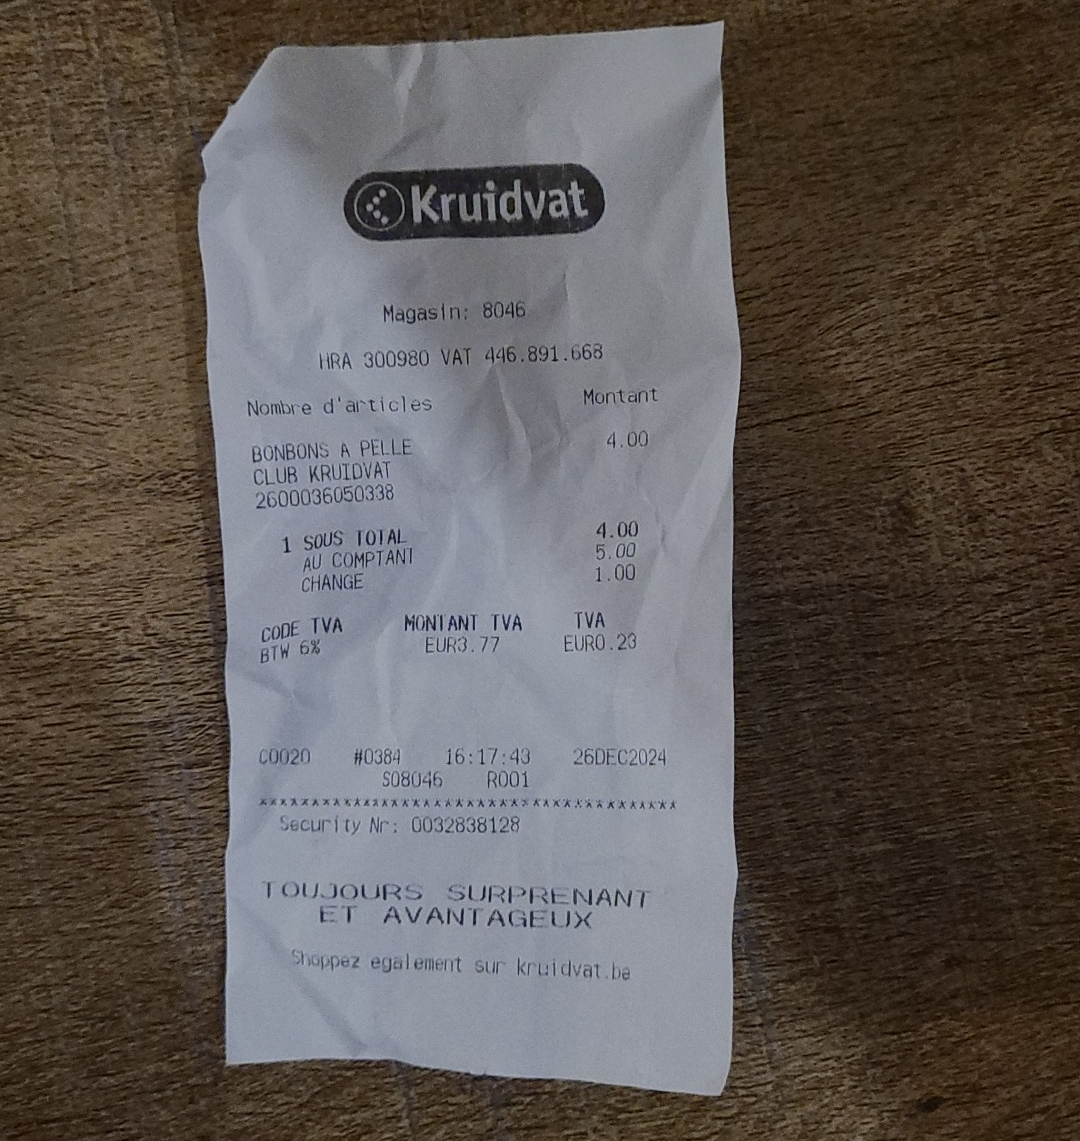 Kruidvat
Magasin: 8046
HRA 300980 VAT 446.891.668
Nombre d'articles Montant
BONBONS A PELLE 4.00
CLUB KRUIDVAT
2600036050338
1 SOUS TOTAL 4.00
AU COMPTANT 5.00
CHANGE 1.00
CODE TVA MONTANT TVA TVA
BTW 6% EUR3.77 EUR0.23
C0020 #0384 16:17:43 26DEC2024
S08046 R001
****************************************
Security Nr: 0032838128
TOUJOURS SURPRENANT
ET AVANTAGEUX
Shoppez egalement sur kruidvat.be